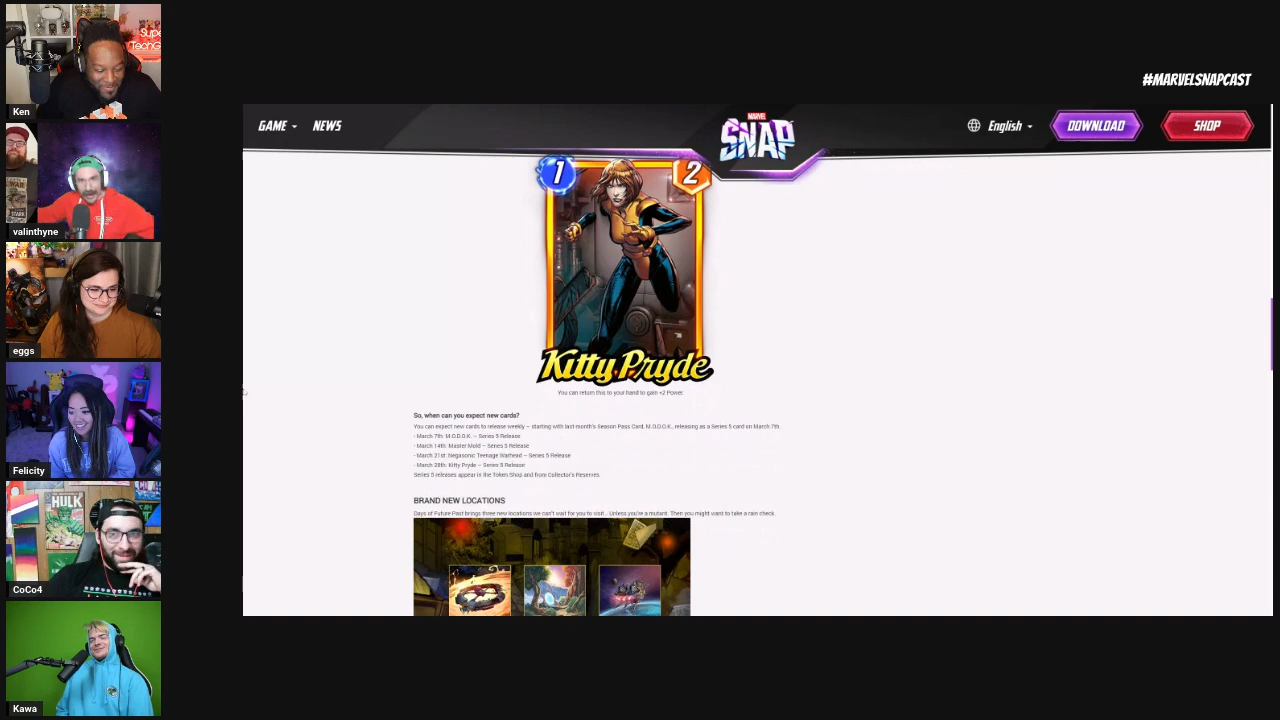 Super
TechG
Ken
WAR
STARK
valinthyne
eggs
Felicity
HULK
CoCo4
Kawa
#MARVELSNAPCAST
GAME
NEWS
MARVEL
SNAP
English
DOWNLOAD
SHOP
1
2
Kitty Pryde
You can return this to your hand to gain +2 Power.
So, when can you expect new cards?
You can expect new cards to release weekly – starting with last month's Season Pass Card, M.O.D.O.K., releasing as a Series 5 card on March 7th.
- March 7th: M.O.D.O.K. – Series 5 Release
- March 14th: Master Mold – Series 5 Release
- March 21st: Negasonic Teenage Warhead – Series 5 Release
- March 28th: Kitty Pryde – Series 5 Release
Series 5 releases appear in the Token Shop and from Collector's Reserves.
BRAND NEW LOCATIONS
Days of Future Past brings three new locations we can't wait for you to visit... Unless you're a mutant. Then you might want to take a rain check.